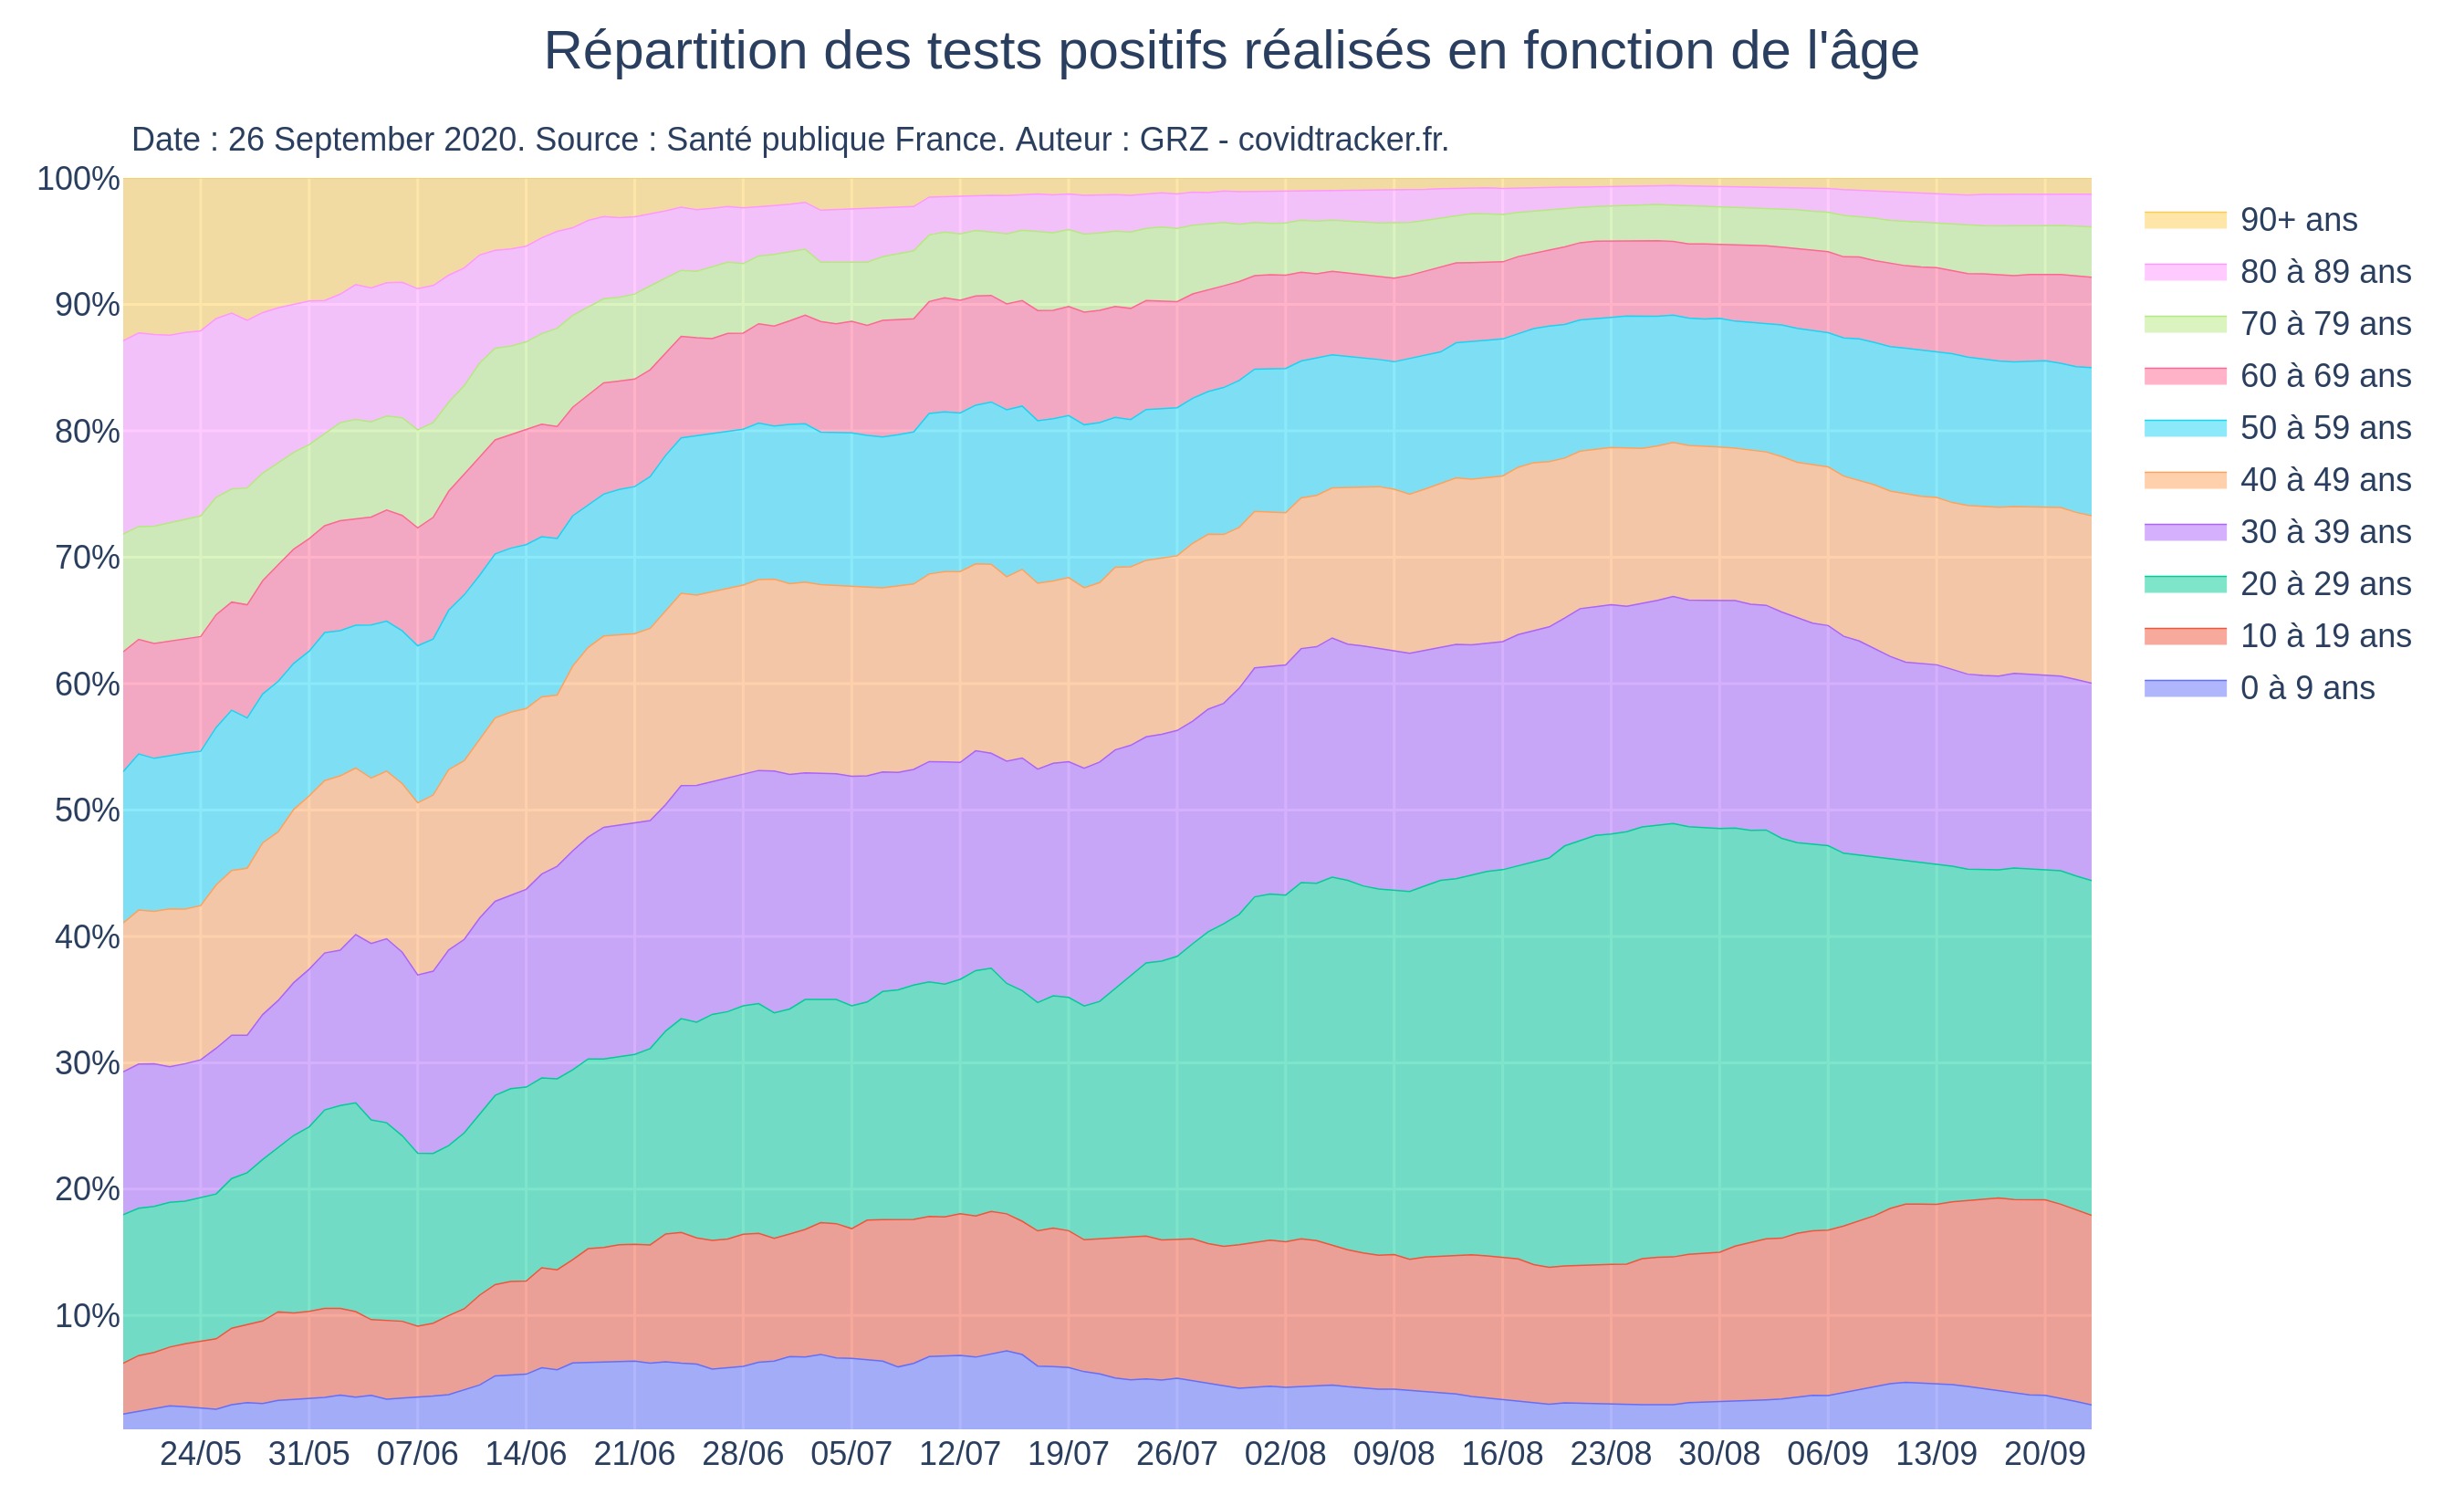 Répartition des tests positifs réalisés en fonction de l'âge
Date : 26 September 2020. Source : Santé publique France. Auteur : GRZ - covidtracker.fr.
100%
90%
80%
70%
60%
50%
40%
30%
20%
10%
24/05 31/05 07/06 14/06 21/06 28/06 05/07 12/07 19/07 26/07 02/08 09/08 16/08 23/08 30/08 06/09 13/09 20/09
90+ ans
80 à 89 ans
70 à 79 ans
60 à 69 ans
50 à 59 ans
40 à 49 ans
30 à 39 ans
20 à 29 ans
10 à 19 ans
0 à 9 ans